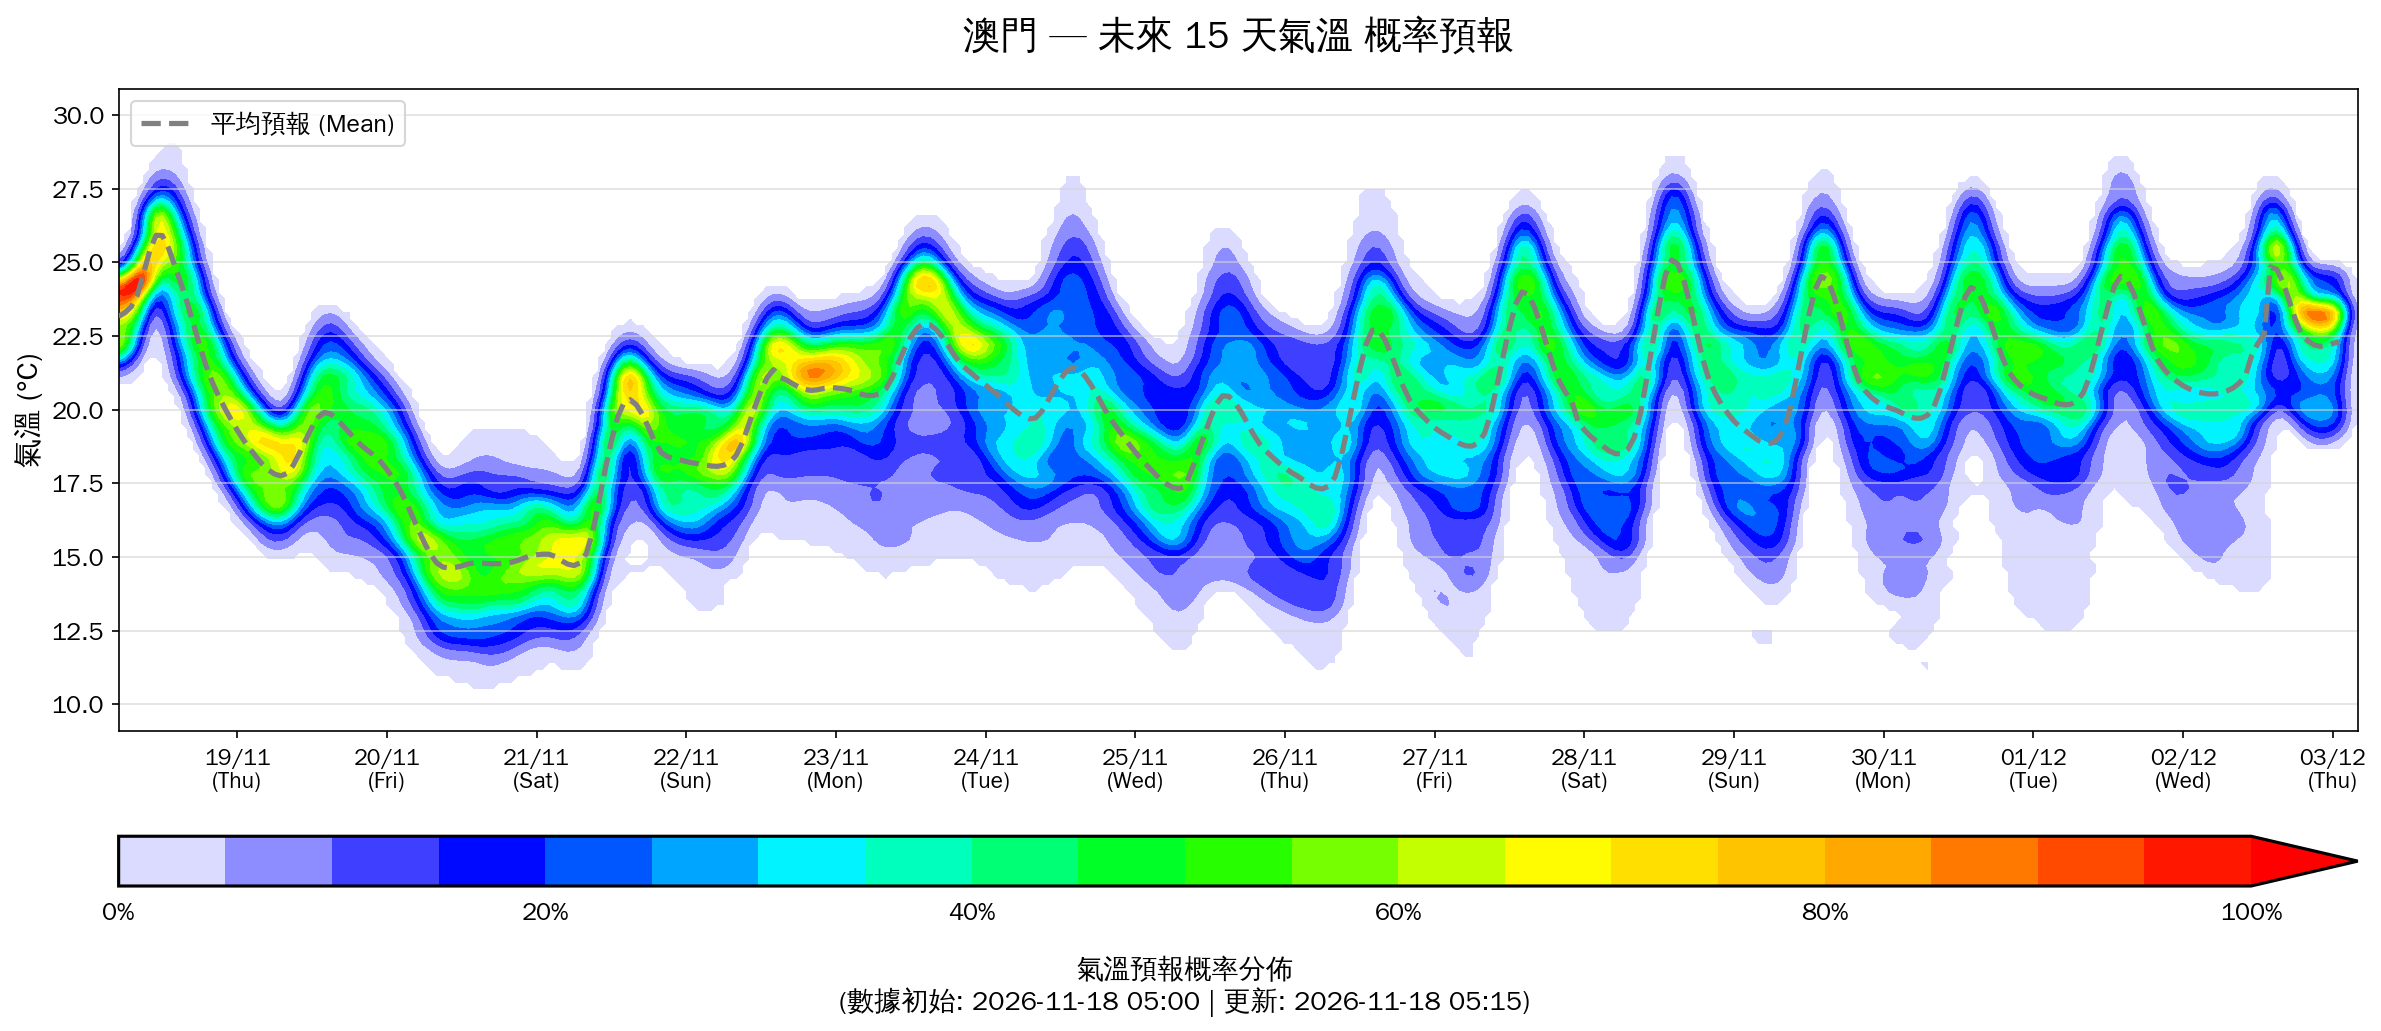 澳門 — 未來 15 天氣溫 概率預報
平均預報 (Mean)
氣溫 (°C)
30.0
27.5
25.0
22.5
20.0
17.5
15.0
12.5
10.0
19/11 20/11 21/11 22/11 23/11 24/11 25/11 26/11 27/11 28/11 29/11 30/11 01/12 02/12 03/12
(Thu) (Fri) (Sat) (Sun) (Mon) (Tue) (Wed) (Thu) (Fri) (Sat) (Sun) (Mon) (Tue) (Wed) (Thu)
0% 20% 40% 60% 80% 100%
氣溫預報概率分佈
(數據初始: 2026-11-18 05:00 | 更新: 2026-11-18 05:15)